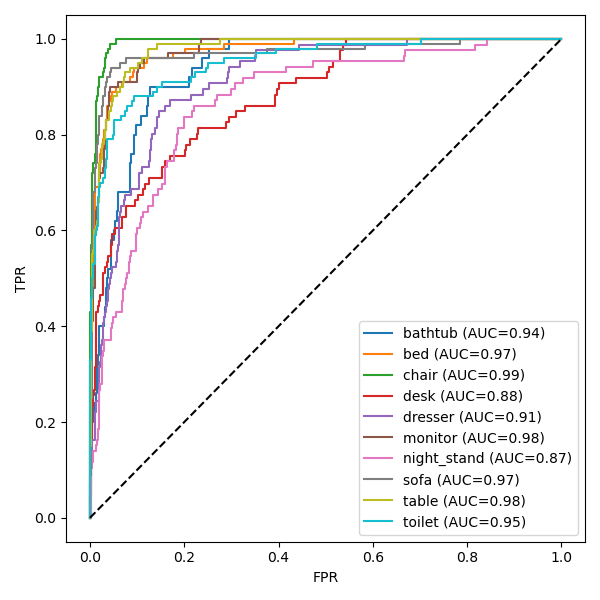 1.0
0.8
0.6
0.4
0.2
0.0
TPR
bathtub (AUC=0.94)
bed (AUC=0.97)
chair (AUC=0.99)
desk (AUC=0.88)
dresser (AUC=0.91)
monitor (AUC=0.98)
night_stand (AUC=0.87)
sofa (AUC=0.97)
table (AUC=0.98)
toilet (AUC=0.95)
0.0 0.2 0.4 0.6 0.8 1.0
FPR